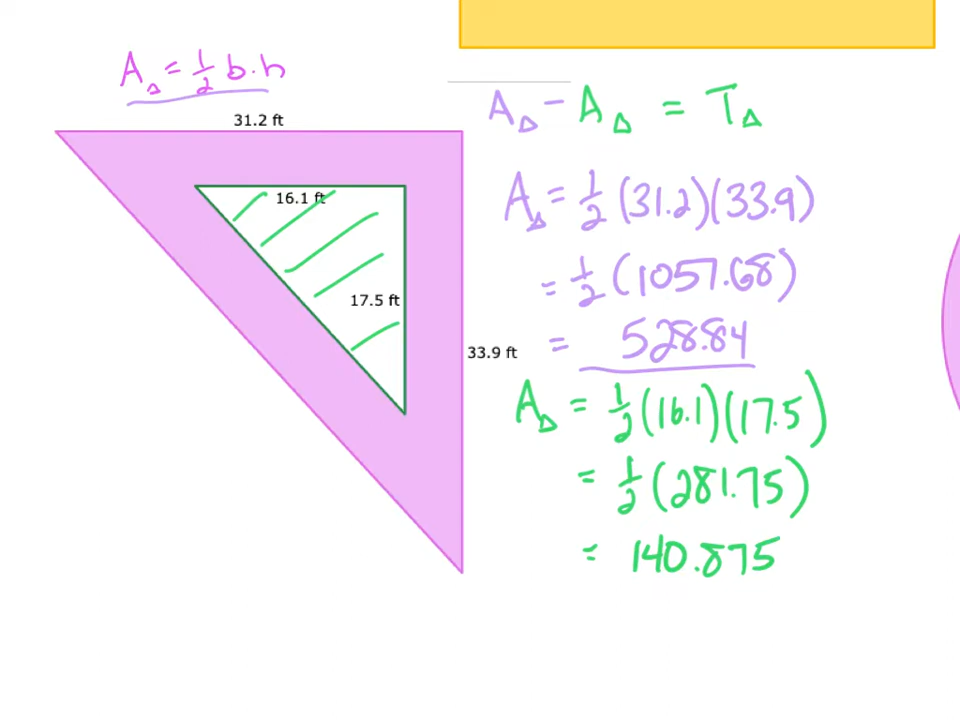 A△ = 1/2 b·h
31.2 ft
16.1 ft
17.5 ft
33.9 ft
A△ - A△ = T△
A△ = 1/2 (31.2)(33.9)
= 1/2 (1057.68)
= 528.84
A△ = 1/2 (16.1)(17.5)
= 1/2 (281.75)
= 140.875